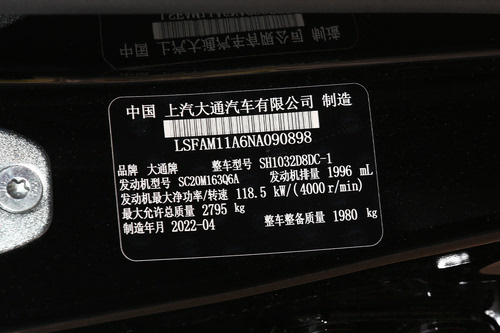 中国 上汽大通汽车有限公司 制造
LSFAM11A6NA090898
品牌 大通牌 整车型号 SH1032D8DC-1
发动机型号 SC20M163Q6A 发动机排量 1996 mL
发动机最大净功率/转速 118.5 kW/(4000 r/min)
最大允许总质量 2795 kg
整车整备质量 1980 kg
制造年月 2022-04